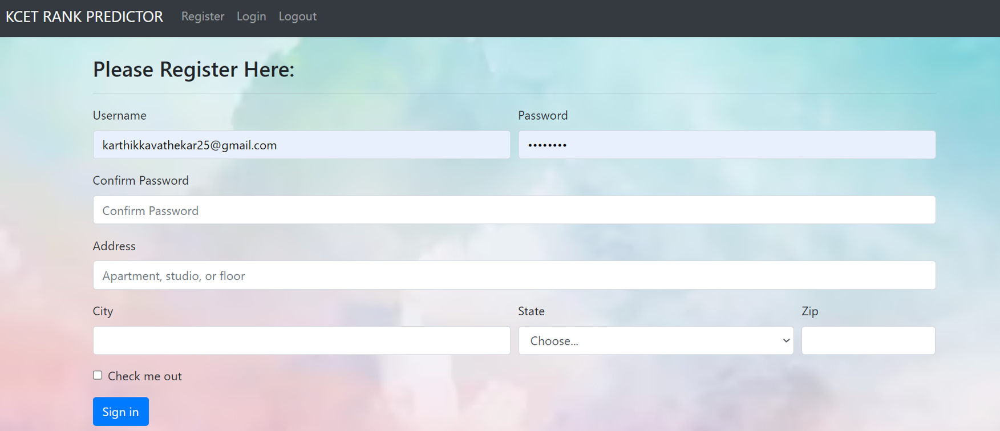 KCET RANK PREDICTOR Register Login Logout
Please Register Here:
Username Password
karthikkavathekar25@gmail.com ••••••••
Confirm Password
Confirm Password
Address
Apartment, studio, or floor
City State Zip
Choose...
Check me out
Sign in